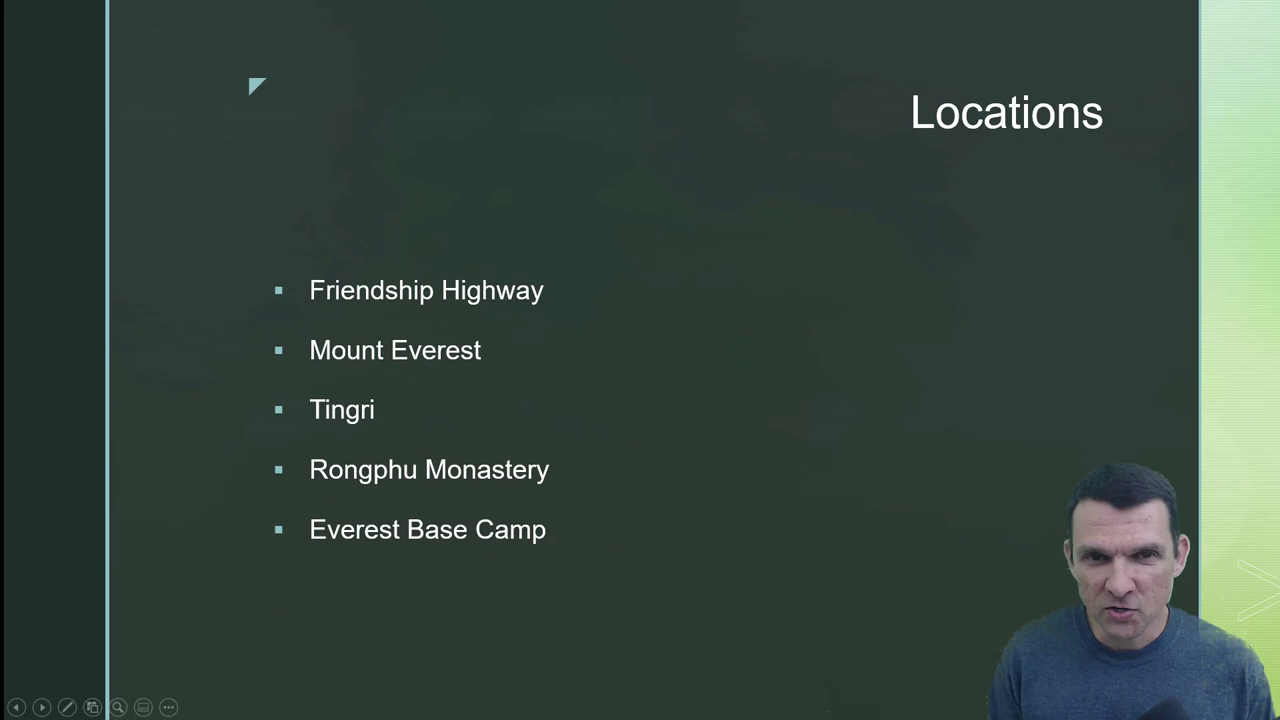 Locations
Friendship Highway
Mount Everest
Tingri
Rongphu Monastery
Everest Base Camp